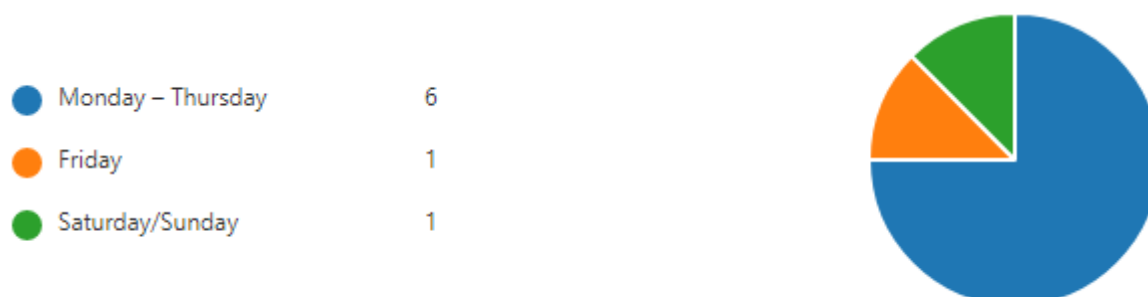 Monday – Thursday 6
Friday 1
Saturday/Sunday 1